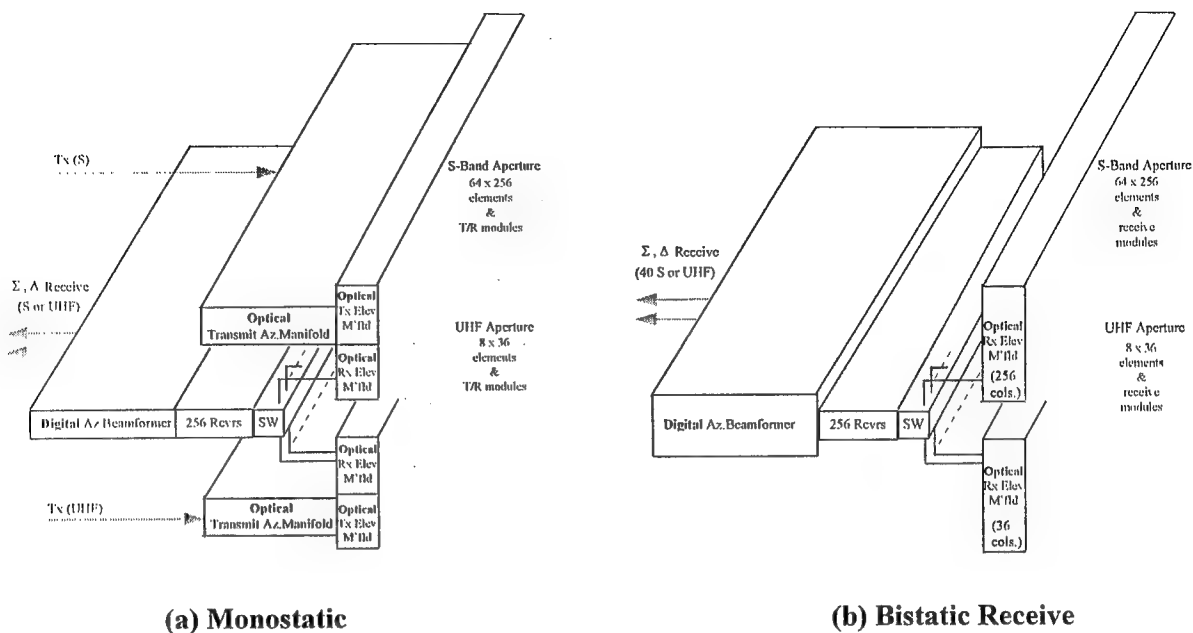 Tx (S)
S-Band Aperture
64 x 256
elements
&
T/R modules
Σ, Δ Receive
(S or UHF)
Optical
Tx Elev
M'fld
Optical
Transmit Az.Manifold
UHF Aperture
8 x 36
elements
&
T/R modules
Optical
Rx Elev
M'fld
Digital Az Beamformer
256 Rcvrs
SW
Optical
Rx Elev
M'fld
Tx (UHF)
Optical
Transmit Az.Manifold
Optical
Tx Elev
M'fld
(a) Monostatic
S-Band Aperture
64 x 256
elements
&
receive
modules
Σ, Δ Receive
(40 S or UHF)
Optical
Rx Elev
M'fld
(256
cols.)
UHF Aperture
8 x 36
elements
&
receive
modules
Digital Az.Beamformer
256 Rcvrs
SW
Optical
Rx Elev
M'fld
(36
cols.)
(b) Bistatic Receive